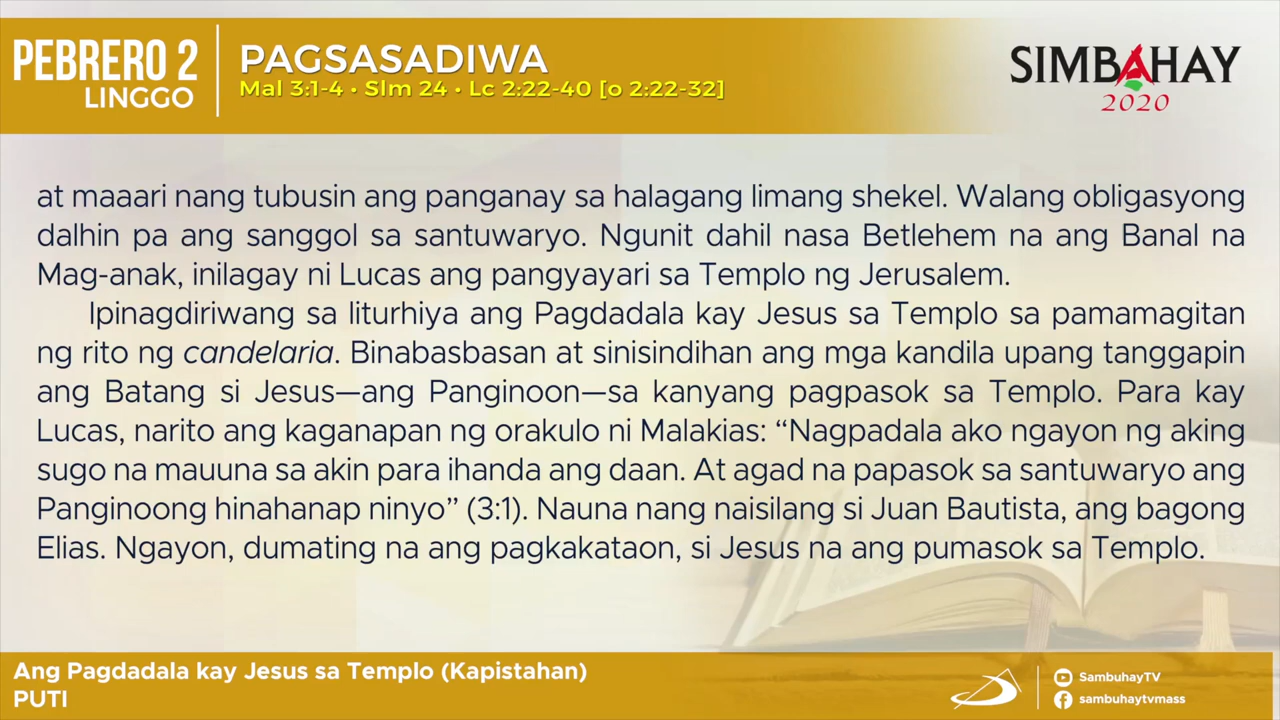 PEBRERO 2
LINGGO
PAGSASADIWA
Mal 3:1-4 • Slm 24 • Lc 2:22-40 [o 2:22-32]
SIMBAHAY
2020
at maaari nang tubusin ang panganay sa halagang limang shekel. Walang obligasyong
dalhin pa ang sanggol sa santuwaryo. Ngunit dahil nasa Betlehem na ang Banal na
Mag-anak, inilagay ni Lucas ang pangyayari sa Templo ng Jerusalem.
Ipinagdiriwang sa liturhiya ang Pagdadala kay Jesus sa Templo sa pamamagitan
ng rito ng candelaria. Binabasbasan at sinisindihan ang mga kandila upang tanggapin
ang Batang si Jesus—ang Panginoon—sa kanyang pagpasok sa Templo. Para kay
Lucas, narito ang kaganapan ng orakulo ni Malakias: “Nagpadala ako ngayon ng aking
sugo na mauuna sa akin para ihanda ang daan. At agad na papasok sa santuwaryo ang
Panginoong hinahanap ninyo” (3:1). Nauna nang naisilang si Juan Bautista, ang bagong
Elias. Ngayon, dumating na ang pagkakataon, si Jesus na ang pumasok sa Templo.
Ang Pagdadala kay Jesus sa Templo (Kapistahan)
PUTI
SambuhayTV
sambuhaytvmass